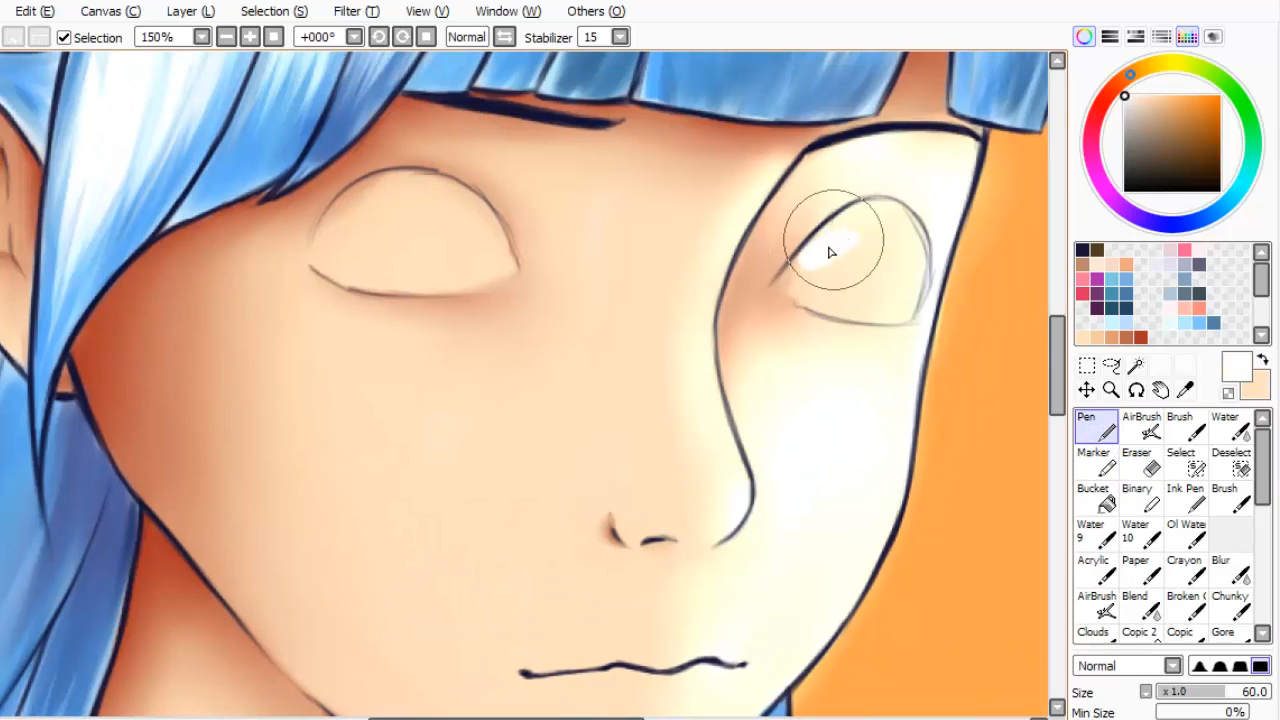 Edit (E) Canvas (C) Layer (L) Selection (S) Filter (T) View (V) Window (W) Others (O)
Selection 150% +000° Normal Stabilizer 15
Pen AirBrush Brush Water
Marker Eraser Select Deselect
Bucket Binary Ink Pen Brush
Water 9 Water 10 Ol Wate
Acrylic Paper Crayon Blur
AirBrush Blend Broken C Chunky
Clouds Copic 2 Copic Gore
Normal
Size x 1.0 60.0
Min Size 0%